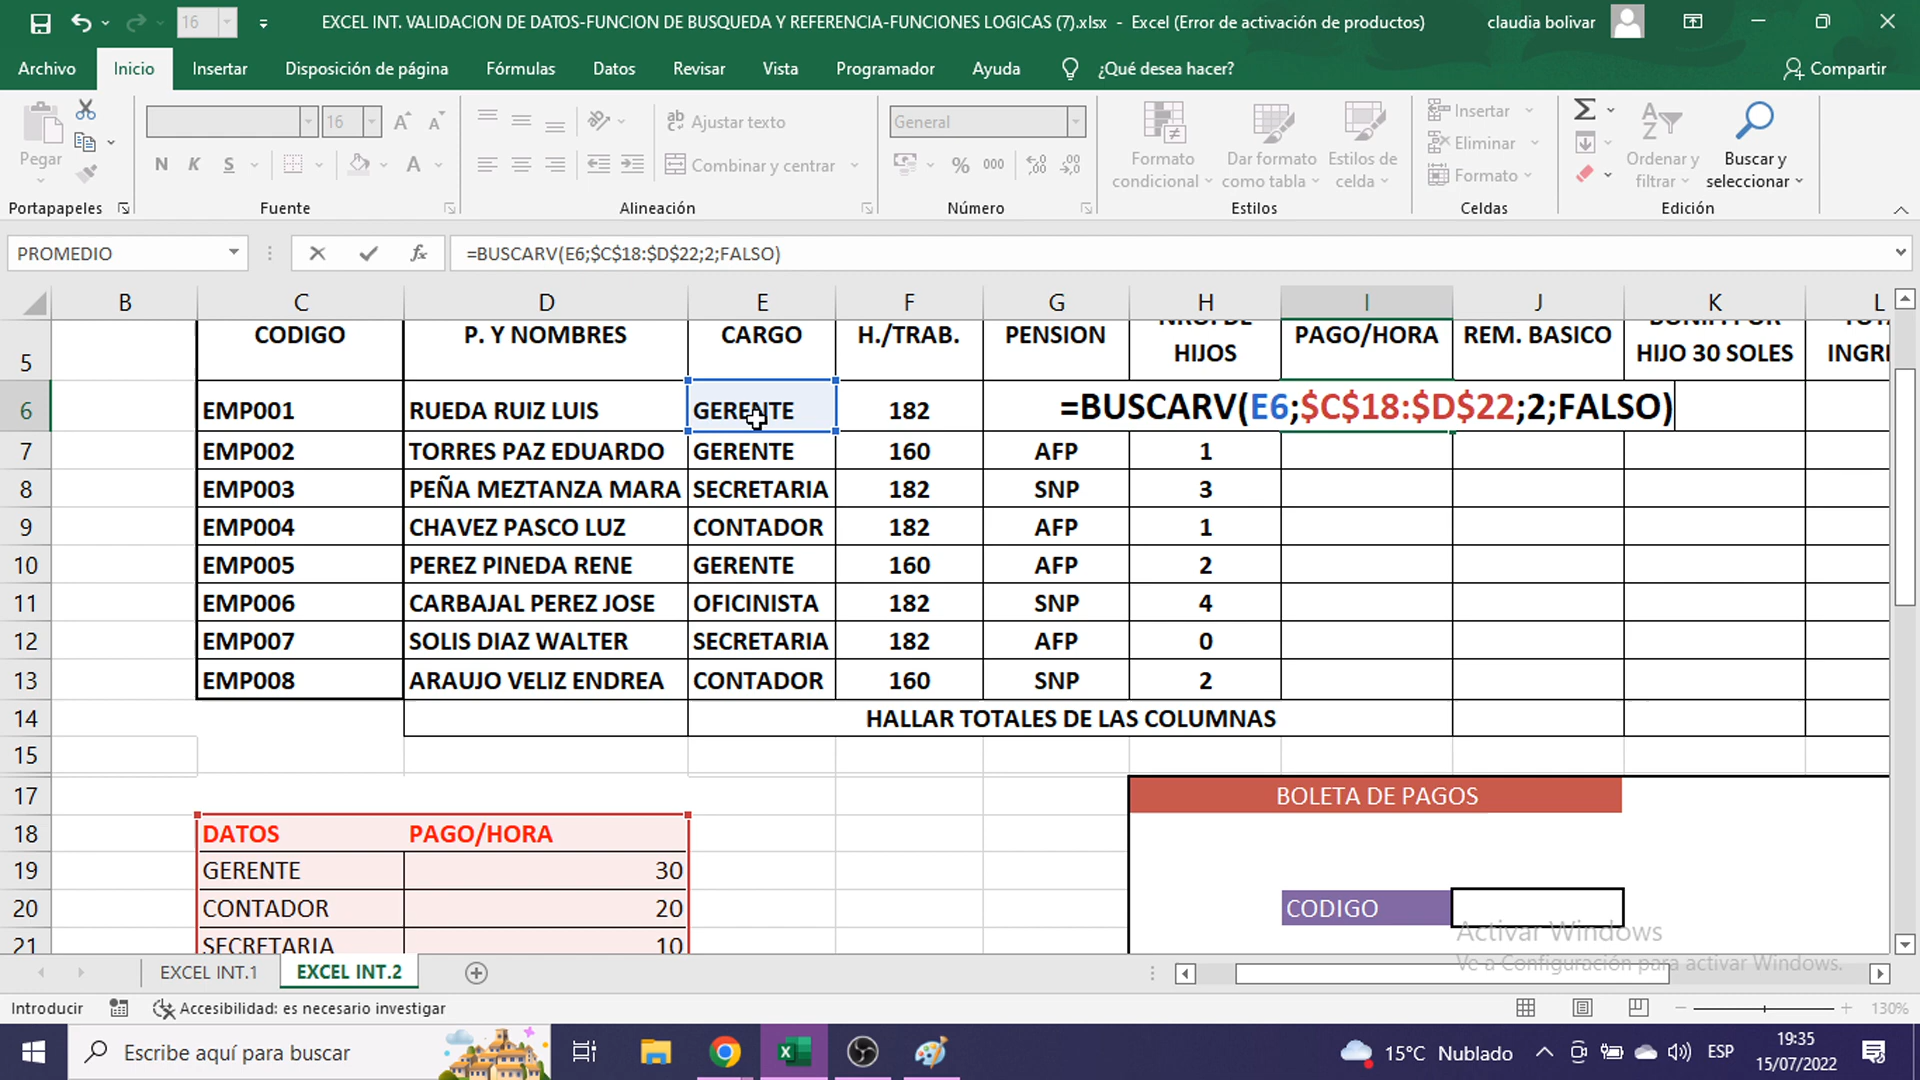 16
EXCEL INT. VALIDACION DE DATOS-FUNCION DE BUSQUEDA Y REFERENCIA-FUNCIONES LOGICAS (7).xlsx - Excel (Error de activación de productos)
claudia bolivar
Archivo Inicio Insertar Disposición de página Fórmulas Datos Revisar Vista Programador Ayuda ¿Qué desea hacer? Compartir
Pegar
16
N K S
Ajustar texto
Combinar y centrar
General
% 000
Formato condicional
Dar formato como tabla
Estilos de celda
Insertar
Eliminar
Formato
Ordenar y filtrar
Buscar y seleccionar
Portapapeles Fuente Alineación Número Estilos Celdas Edición
PROMEDIO =BUSCARV(E6;$C$18:$D$22;2;FALSO)
B C D E F G H I J K L
5 CODIGO P. Y NOMBRES CARGO H./TRAB. PENSION NRO. DE HIJOS PAGO/HORA REM. BASICO BONIF. POR HIJO 30 SOLES
6 EMP001 RUEDA RUIZ LUIS GERENTE 182 =BUSCARV(E6;$C$18:$D$22;2;FALSO)
7 EMP002 TORRES PAZ EDUARDO GERENTE 160 AFP 1
8 EMP003 PEÑA MEZTANZA MARA SECRETARIA 182 SNP 3
9 EMP004 CHAVEZ PASCO LUZ CONTADOR 182 AFP 1
10 EMP005 PEREZ PINEDA RENE GERENTE 160 AFP 2
11 EMP006 CARBAJAL PEREZ JOSE OFICINISTA 182 SNP 4
12 EMP007 SOLIS DIAZ WALTER SECRETARIA 182 AFP 0
13 EMP008 ARAUJO VELIZ ENDREA CONTADOR 160 SNP 2
14 HALLAR TOTALES DE LAS COLUMNAS
15
17 BOLETA DE PAGOS
18 DATOS PAGO/HORA
19 GERENTE 30
20 CONTADOR 20 CODIGO
21 SECRETARIA 10
Activar Windows
Ve a Configuración para activar Windows.
EXCEL INT.1 EXCEL INT.2
Introducir Accesibilidad: es necesario investigar 130%
Escribe aquí para buscar
15°C Nublado ESP
19:35
15/07/2022